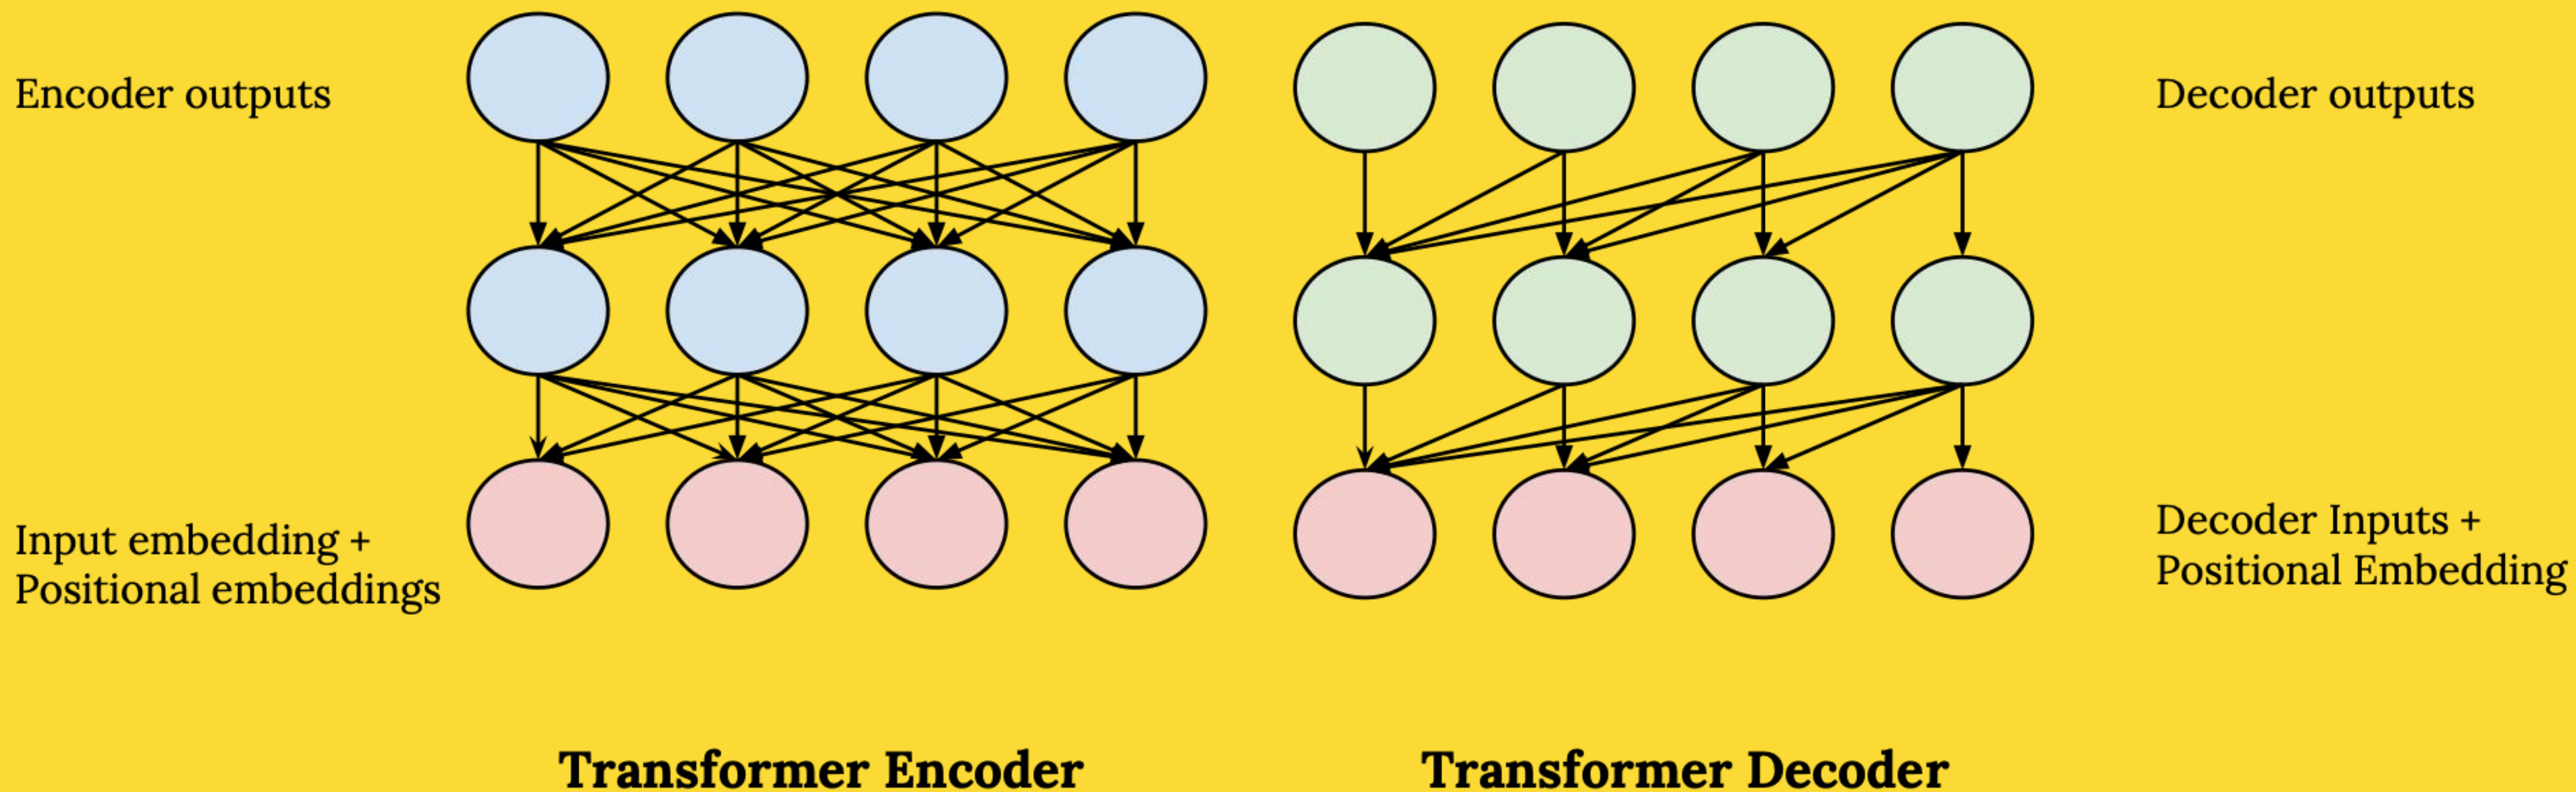 Encoder outputs
Decoder outputs
Input embedding +
Positional embeddings
Decoder Inputs +
Positional Embedding
Transformer Encoder
Transformer Decoder